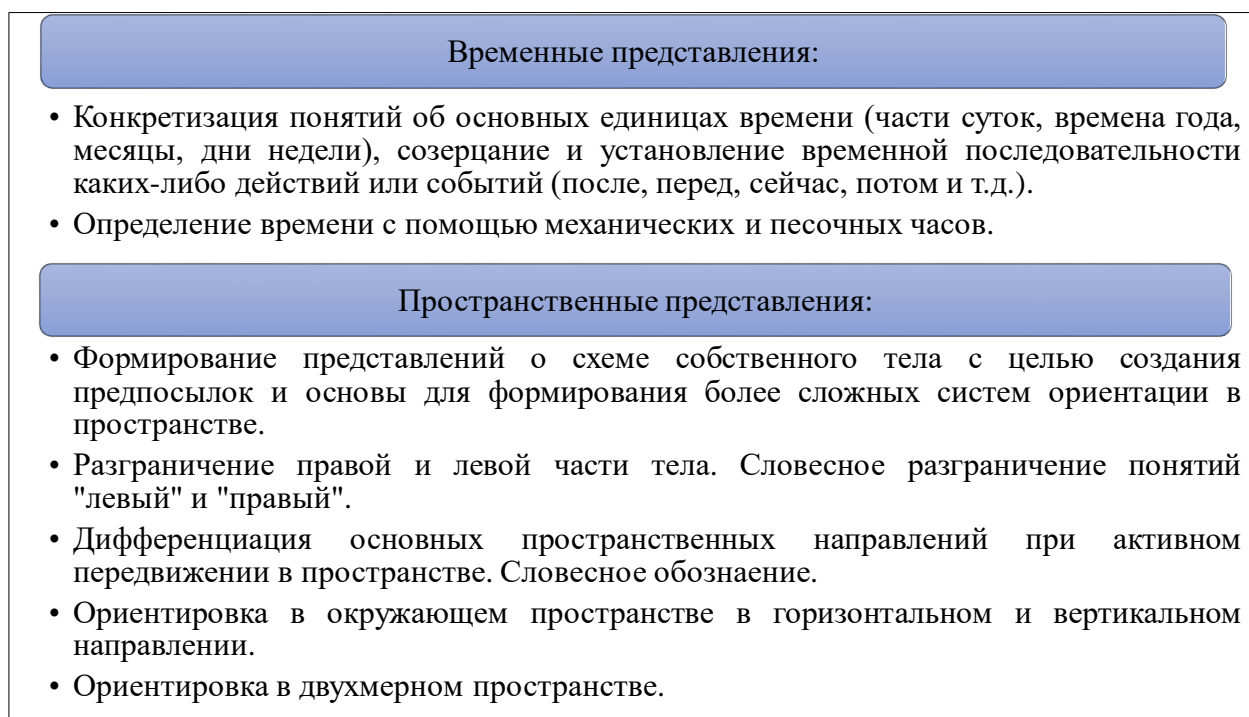 Временные представления:
• Конкретизация понятий об основных единицах времени (части суток, времена года,
месяцы, дни недели), созерцание и установление временной последовательности
каких-либо действий или событий (после, перед, сейчас, потом и т.д.).
• Определение времени с помощью механических и песочных часов.
Пространственные представления:
• Формирование представлений о схеме собственного тела с целью создания
предпосылок и основы для формирования более сложных систем ориентации в
пространстве.
• Разграничение правой и левой части тела. Словесное разграничение понятий
"левый" и "правый".
• Дифференциация основных пространственных направлений при активном
передвижении в пространстве. Словесное обознаение.
• Ориентировка в окружающем пространстве в горизонтальном и вертикальном
направлении.
• Ориентировка в двухмерном пространстве.